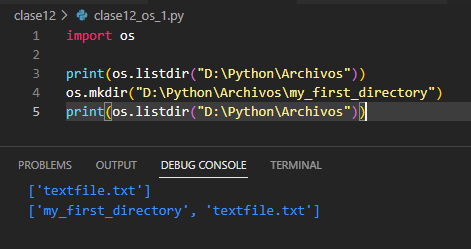 clase12 > clase12_os_1.py
1 import os
2
3 print(os.listdir("D:\Python\Archivos"))
4 os.mkdir("D:\Python\Archivos\my_first_directory")
5 print(os.listdir("D:\Python\Archivos"))
PROBLEMS OUTPUT DEBUG CONSOLE TERMINAL
['textfile.txt']
['my_first_directory', 'textfile.txt']